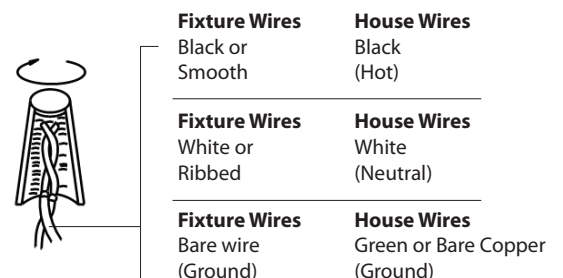 Fixture Wires House Wires
Black or Black
Smooth (Hot)
Fixture Wires House Wires
White or White
Ribbed (Neutral)
Fixture Wires House Wires
Bare wire Green or Bare Copper
(Ground) (Ground)